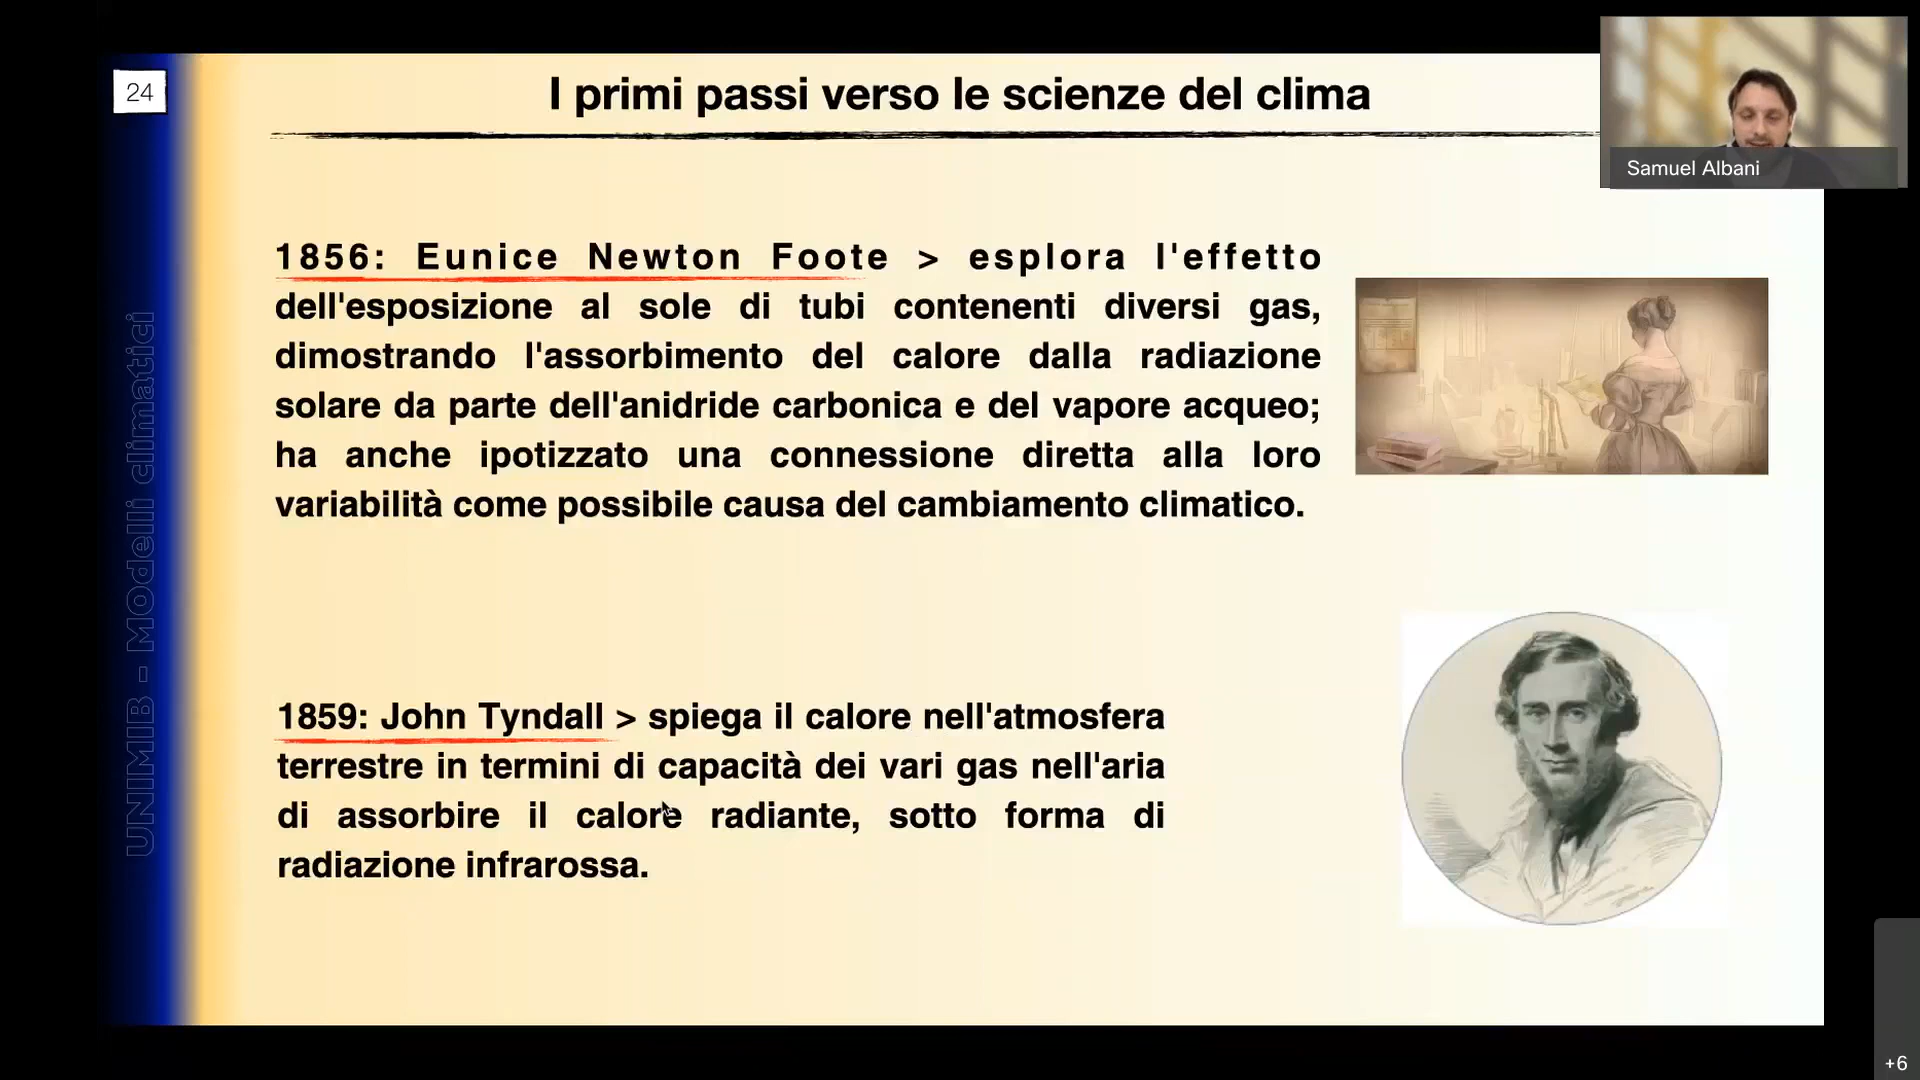 24
I primi passi verso le scienze del clima
Samuel Albani
1856: Eunice Newton Foote > esplora l'effetto
dell'esposizione al sole di tubi contenenti diversi gas,
dimostrando l'assorbimento del calore dalla radiazione
solare da parte dell'anidride carbonica e del vapore acqueo;
ha anche ipotizzato una connessione diretta alla loro
variabilità come possibile causa del cambiamento climatico.
UNIMIB - Modelli climatici
1859: John Tyndall > spiega il calore nell'atmosfera
terrestre in termini di capacità dei vari gas nell'aria
di assorbire il calore radiante, sotto forma di
radiazione infrarossa.
+6